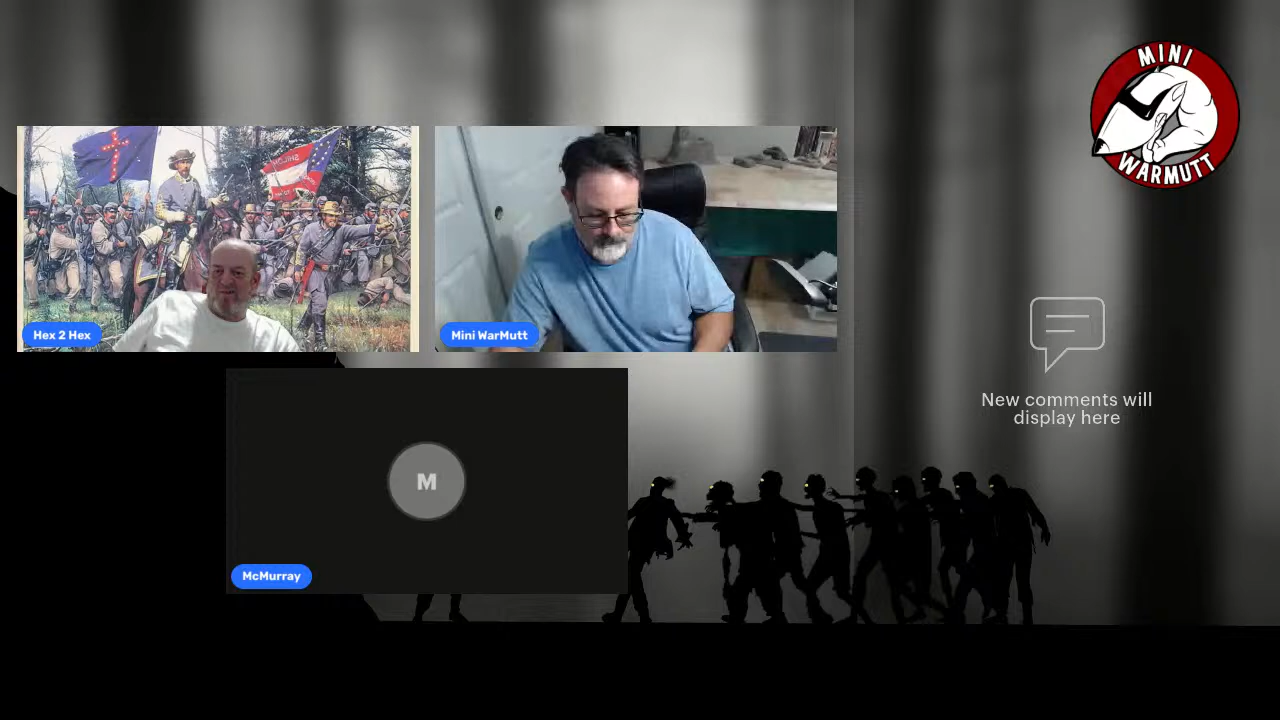 MINI
WARMUTT
Hex 2 Hex
Mini WarMutt
New comments will
display here
M
McMurray